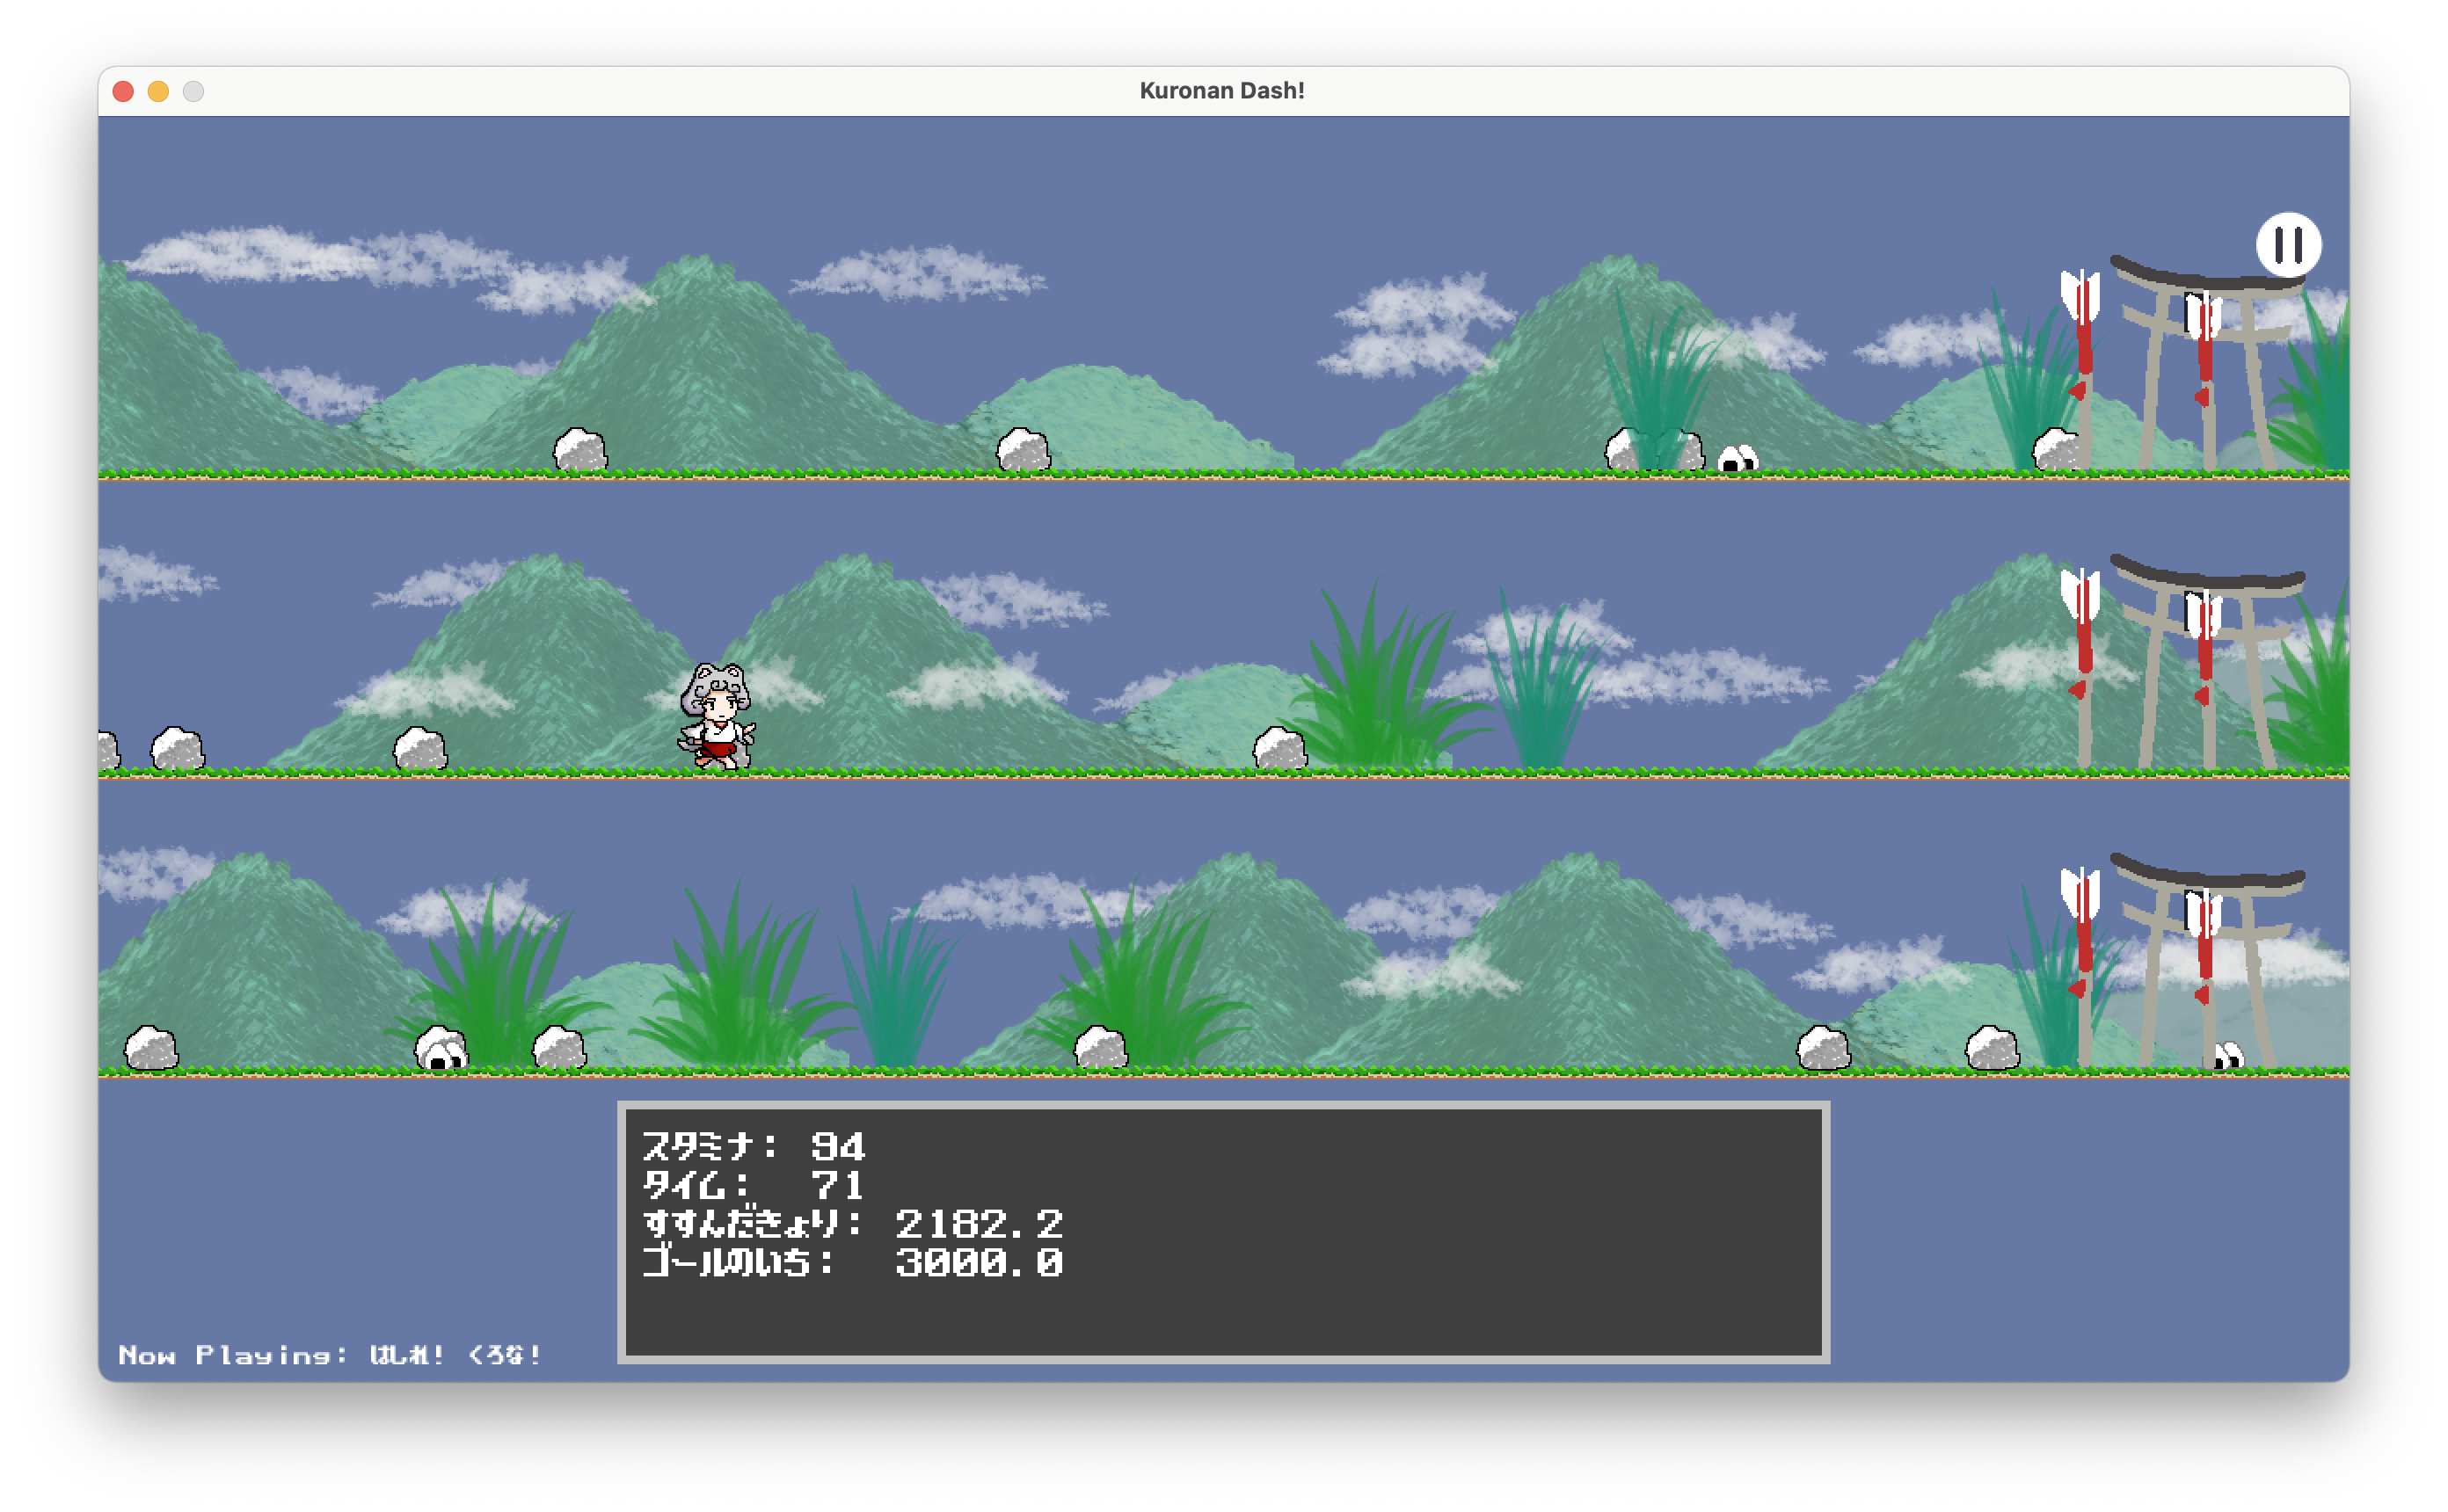 Kuronan Dash!
スタミナ: 94
タイム: 71
すすんだきょり: 2182.2
ゴールのいち: 3000.0
Now Playing: はしれ! くろな!